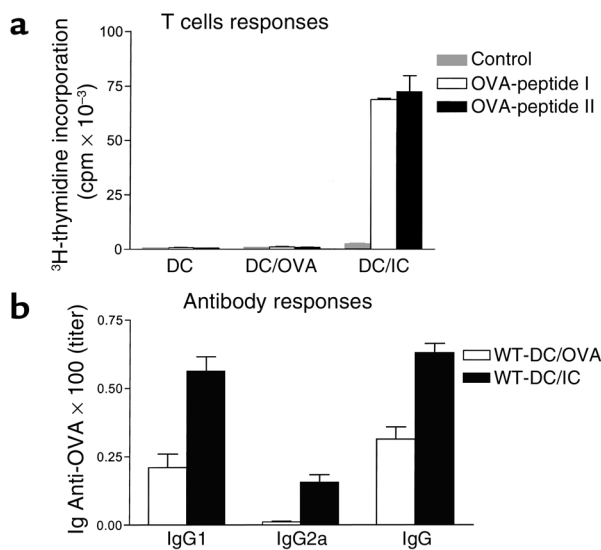 a
T cells responses
³H-thymidine incorporation
(cpm × 10⁻³)
100
75
50
25
0
DC
DC/OVA
DC/IC
Control
OVA-peptide I
OVA-peptide II
b
Antibody responses
Ig Anti-OVA × 100 (titer)
0.75
0.50
0.25
0.00
IgG1
IgG2a
IgG
WT-DC/OVA
WT-DC/IC